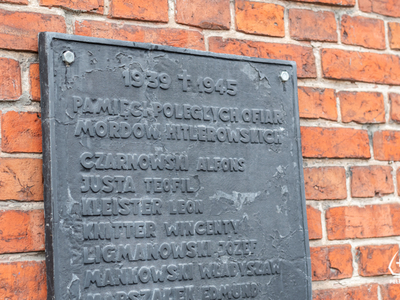 1939 † 1945
PAMIĘCI POLEGŁYCH OFIAR
MORDÓW HITLEROWSKICH
CZARNOWSKI ALFONS
JUSTA TEOFIL
KLEISTER LEON
KNITTER WINCENTY
LIGMANOWSKI JÓZEF
MAŃKOWSKI WŁADYSŁAW